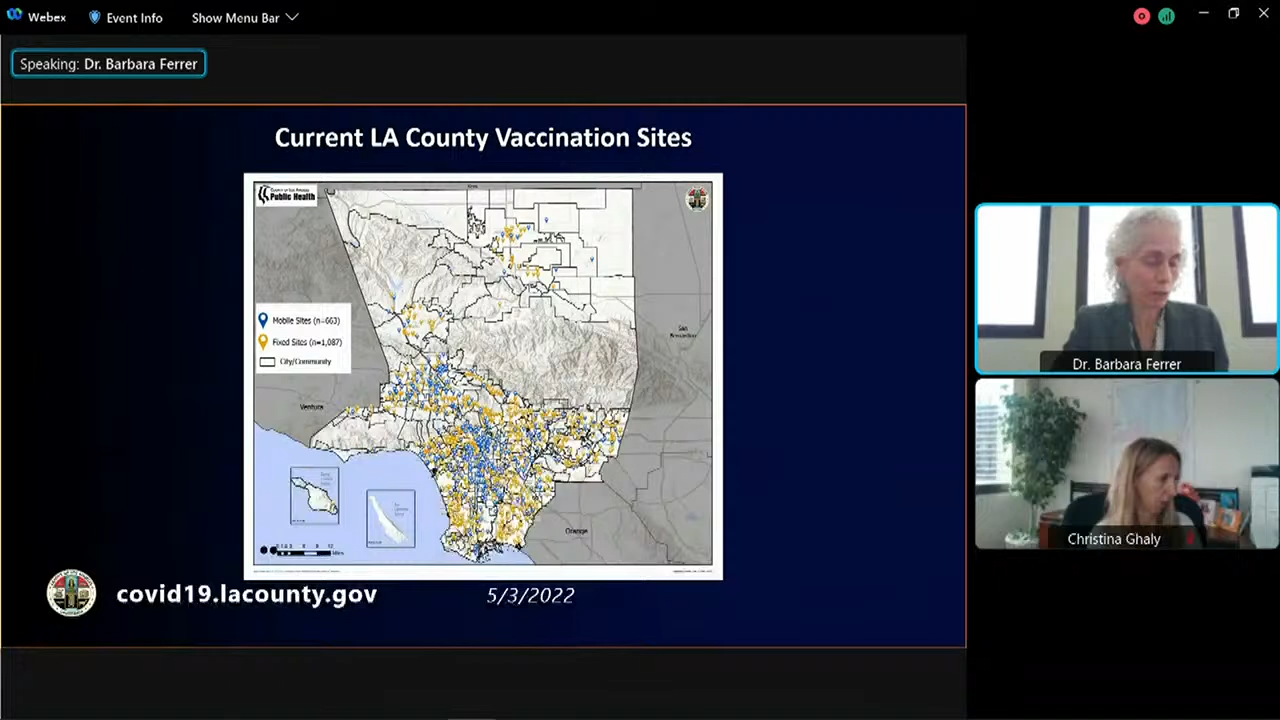 Webex
Event Info
Show Menu Bar
Speaking: Dr. Barbara Ferrer
Current LA County Vaccination Sites
Public Health
Mobile Sites (n=663)
Fixed Sites (n=1,087)
City/Community
San
Bernardino
Ventura
Orange
covid19.lacounty.gov
5/3/2022
Dr. Barbara Ferrer
Christina Ghaly